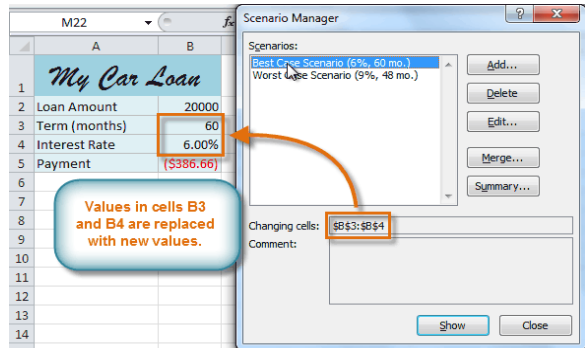 M22
fx
A B
1 My Car Loan
2 Loan Amount 20000
3 Term (months) 60
4 Interest Rate 6.00%
5 Payment ($386.66)
6
7
8
9
10
11
12
13
14
Values in cells B3
and B4 are replaced
with new values.
Scenario Manager
Scenarios:
Best Case Scenario (6%, 60 mo.)
Worst Case Scenario (9%, 48 mo.)
Add...
Delete
Edit...
Merge...
Summary...
Changing cells: $B$3:$B$4
Comment:
Show Close